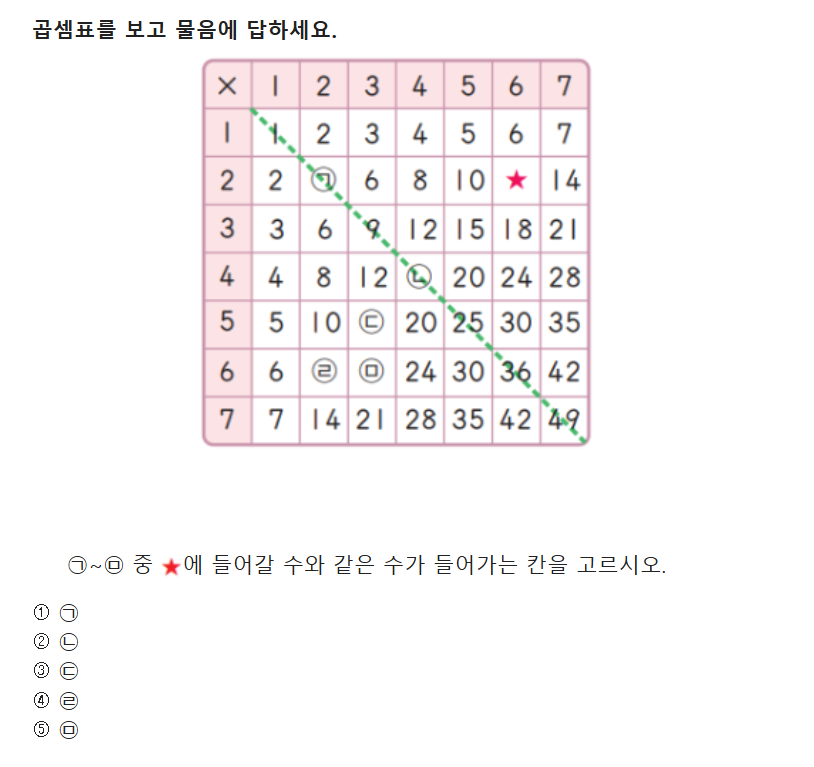 곱셈표를 보고 물음에 답하세요.
× 1 2 3 4 5 6 7
1 1 2 3 4 5 6 7
2 2 ㉠ 6 8 10 ★ 14
3 3 6 9 12 15 18 21
4 4 8 12 ㉡ 20 24 28
5 5 10 ㉢ 20 25 30 35
6 6 ㉣ ㉤ 24 30 36 42
7 7 14 21 28 35 42 49
㉠~㉤ 중 ★에 들어갈 수와 같은 수가 들어가는 칸을 고르시오.
① ㉠
② ㉡
③ ㉢
④ ㉣
⑤ ㉤